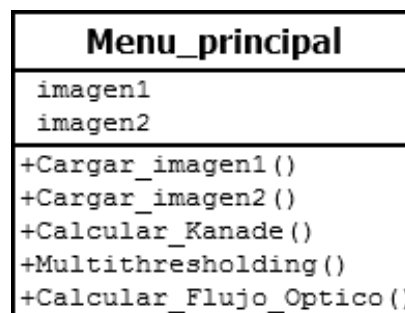 Menu_principal
imagen1
imagen2
+Cargar_imagen1()
+Cargar_imagen2()
+Calcular_Kanade()
+Multithresholding()
+Calcular_Flujo_Optico()